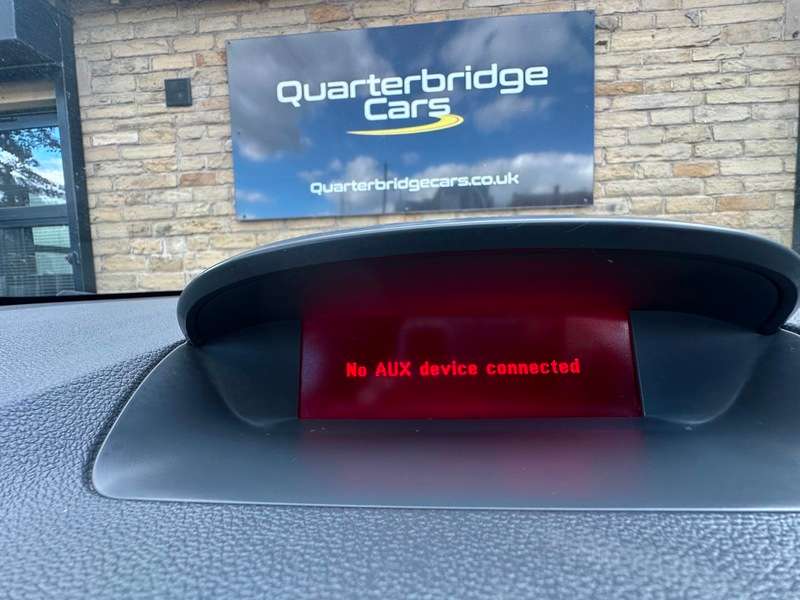 Quarterbridge
Cars
Quarterbridgecars.co.uk
No AUX device connected